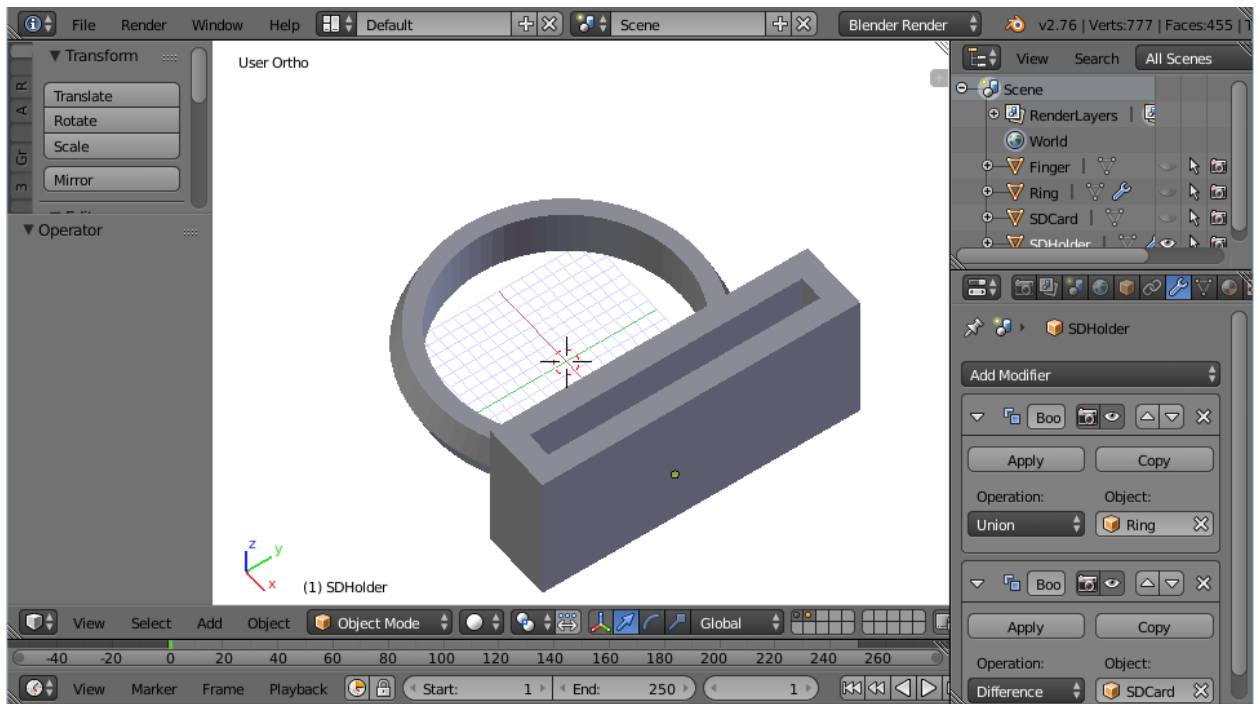 File Render Window Help Default Scene Blender Render v2.76 | Verts:777 | Faces:455 |
Transform
Translate
Rotate
Scale
Mirror
Operator
R
A
Gr
3
User Ortho
z
y
x
(1) SDHolder
View Search All Scenes
Scene
RenderLayers |
World
Finger |
Ring |
SDCard |
SDHolder |
SDHolder
Add Modifier
Boo
Apply Copy
Operation: Object:
Union Ring
Boo
Apply Copy
Operation: Object:
Difference SDCard
View Select Add Object Object Mode Global
-40 -20 0 20 40 60 80 100 120 140 160 180 200 220 240 260
View Marker Frame Playback Start: 1 End: 250 1